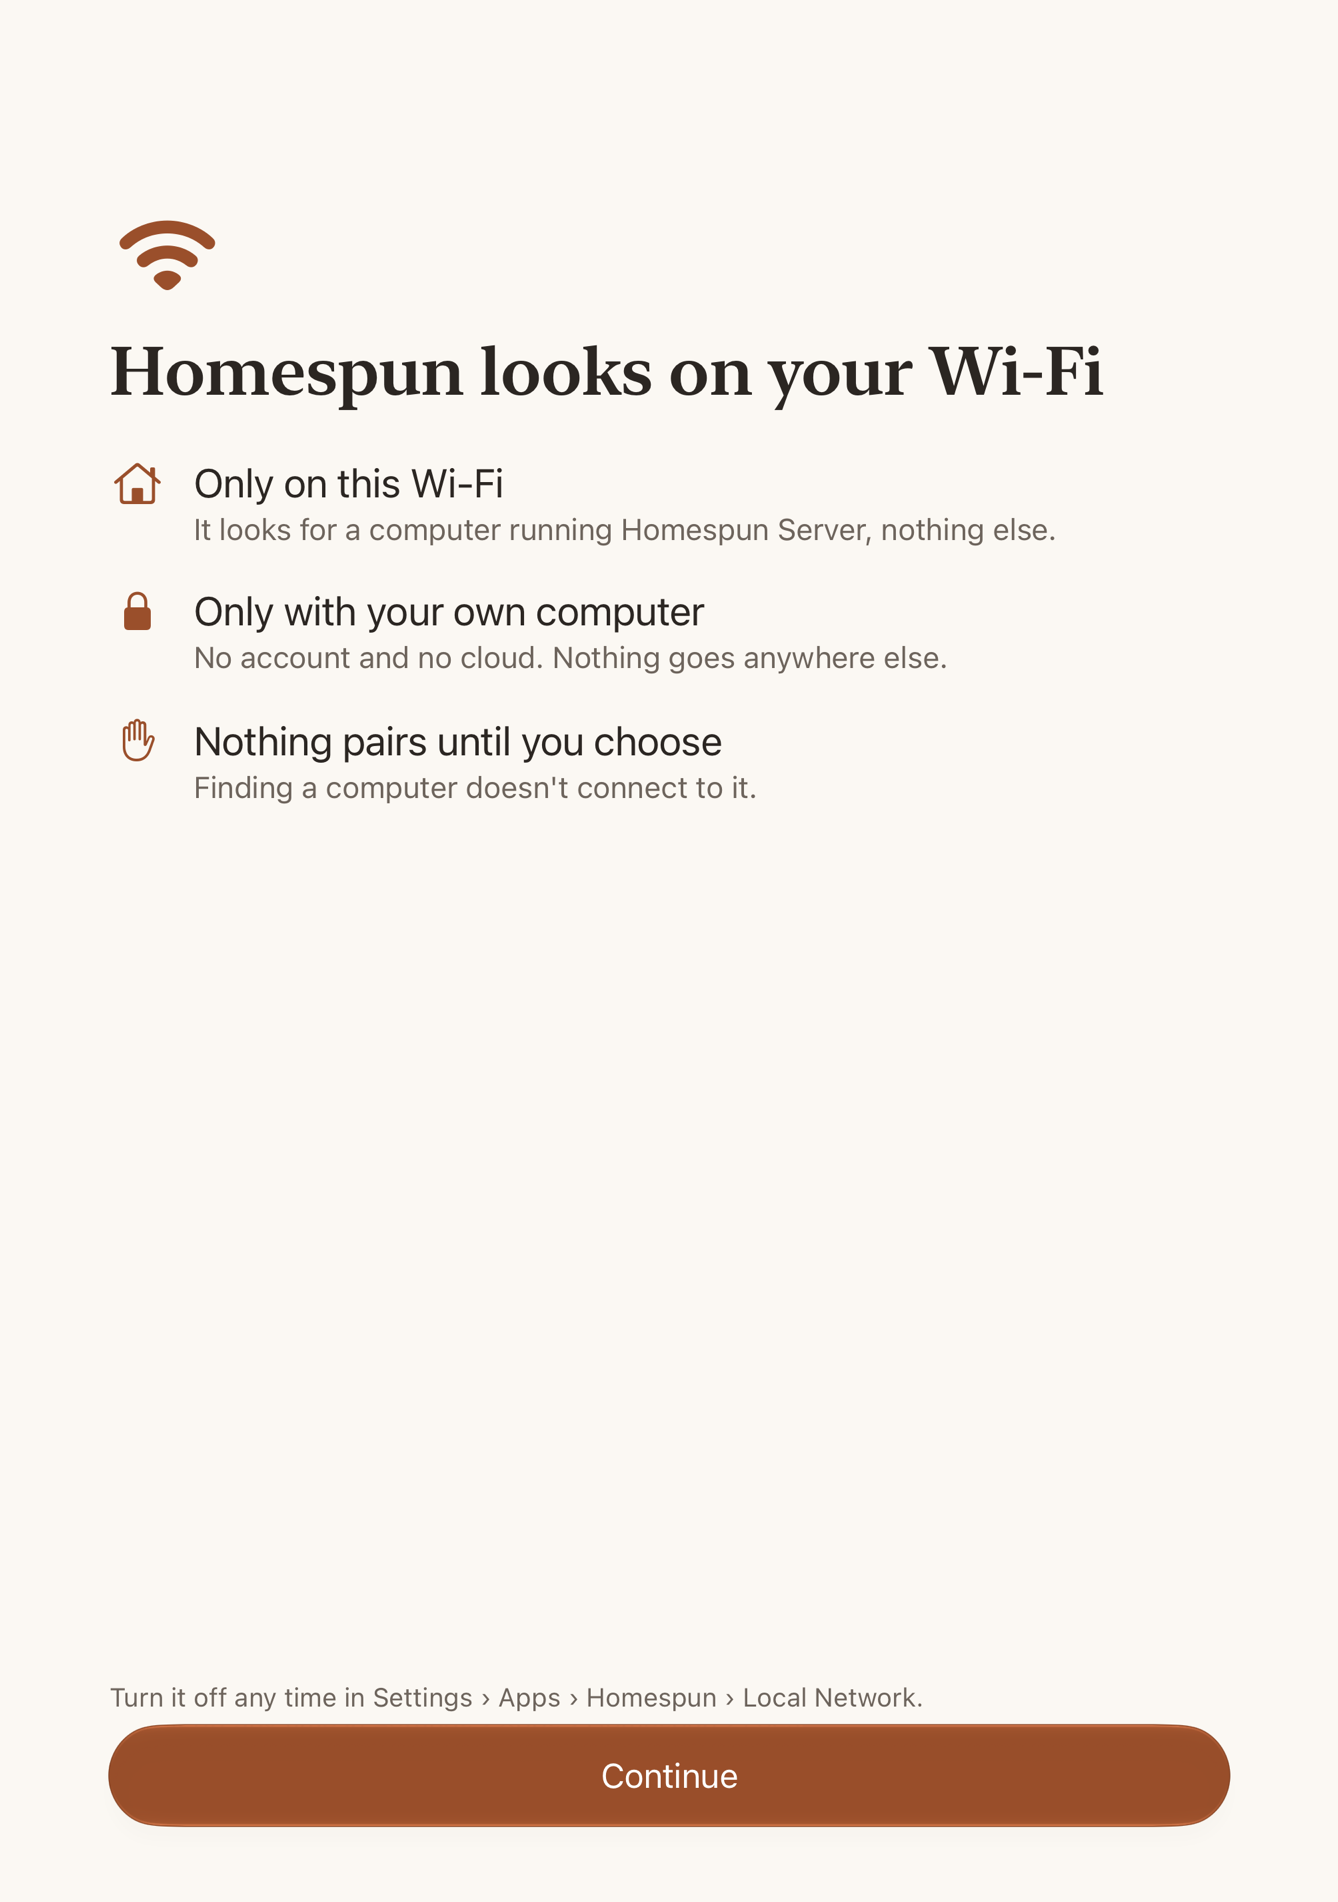 Homespun looks on your Wi-Fi
Only on this Wi-Fi
It looks for a computer running Homespun Server, nothing else.
Only with your own computer
No account and no cloud. Nothing goes anywhere else.
Nothing pairs until you choose
Finding a computer doesn't connect to it.
Turn it off any time in Settings › Apps › Homespun › Local Network.
Continue